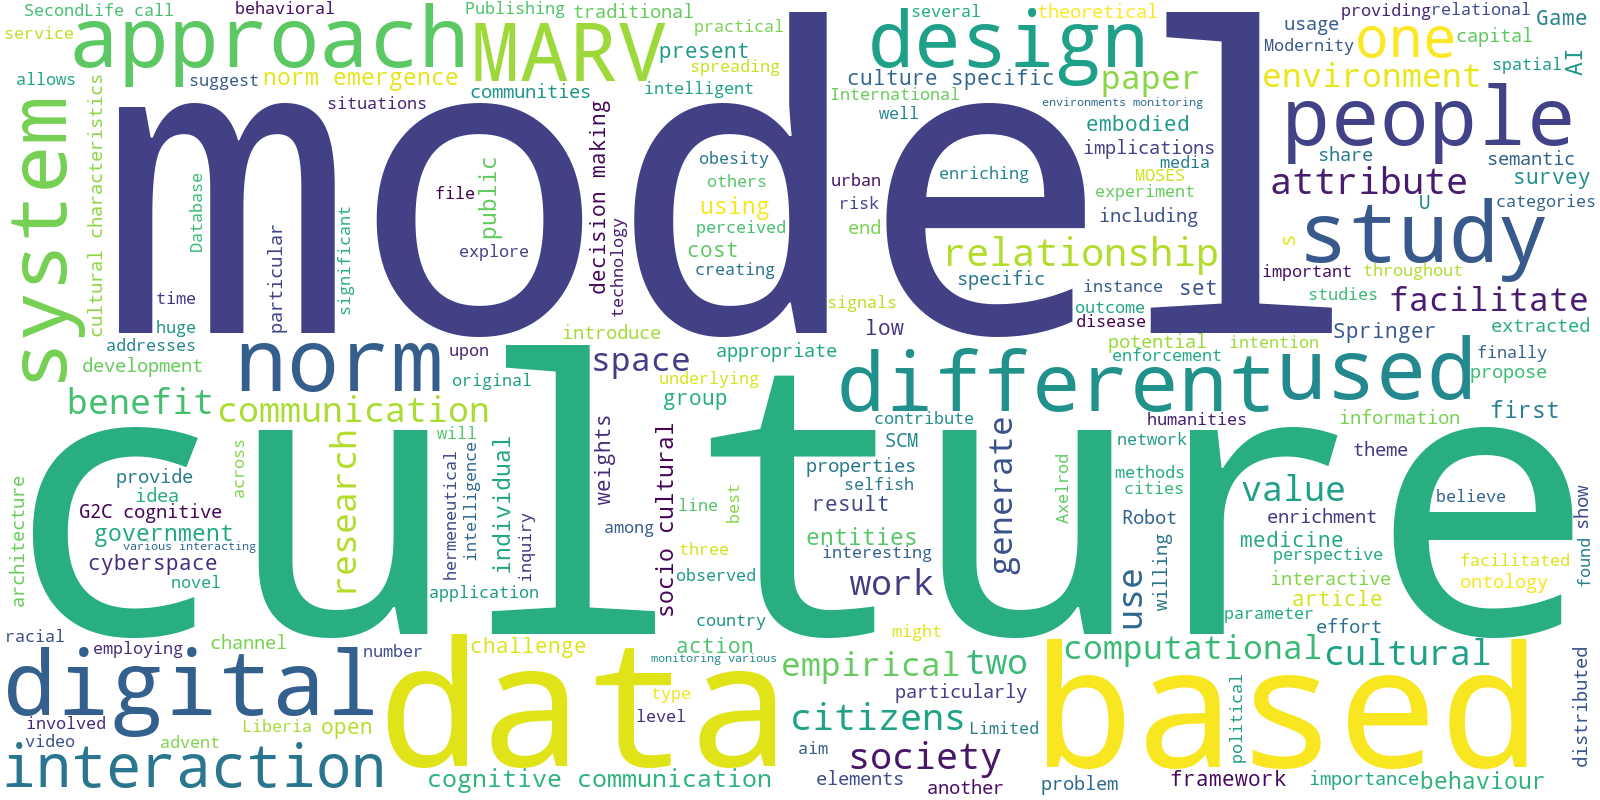 SecondLife call
behavioral
Publishing
traditional
several
theoretical
providing
relational
Game
service
approach
MARV
practical
design
usage
one
capital
present
Modernity
spatial
AI
allows
suggest
norm emergence
spreading
culture specific
paper
environment
cultural characteristics
situations
communities
intelligent
International
environments monitoring
people
system
model
decision making
well
embodied
implications
share
semantic
obesity
media
survey
public
file
others
urban
enriching
MOSES
attribute
experiment
categories
Database
using
risk
including
U
study
perceived
end
particular
significant
explore
technology
cost
relationship
s
creating
specific
important
throughout
time
instance
set
studies
facilitate
signals
outcome
huge
introduce
low
disease
Springer
extracted
addresses
norm
upon
space
appropriate
potential
intention
enforcement
finally
development
original
underlying
different
used
propose
benefit
communication
group
contribute
humanities
information
first
culture
across
research
will
weights
socio cultural
SCM
generate
network
theme
provide
hermeneutical
intelligence
individual
properties
Axelrod
methods
idea
selfish
cities
value
believe
architecture
G2C cognitive
inquiry
line
best
result
Robot
enrichment
government
among
entities
medicine
found show
various interacting
three
interesting
perspective
cyberspace
facilitated
novel
observed
work
use
willing
interactive
ontology
application
article
country
parameter
racial
channel
might
effort
employing
number
challenge
action
computational
cultural
digital
data
monitoring various
empirical
two
based
type
particularly
political
distributed
involved
Liberia
open
level
citizens
Limited
video
advent
aim
society
interaction
cognitive communication
elements
another
problem
framework
importance
behaviour